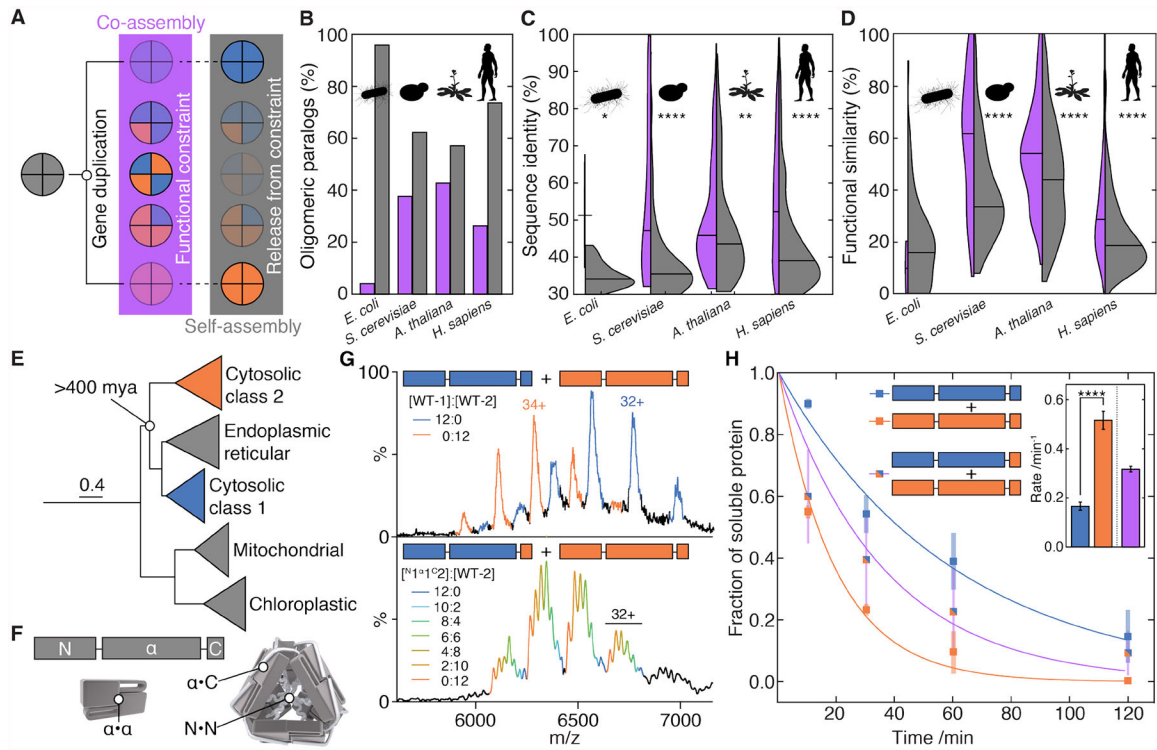 A
Co-assembly
Gene duplication
Functional constraint
Release from constraint
Self-assembly
B
Oligomeric paralogs (%)
100
80
60
40
20
0
E. coli
S. cerevisiae
A. thaliana
H. sapiens
C
Sequence identity (%)
100
90
80
70
60
50
40
30
*
****
**
****
E. coli
S. cerevisiae
A. thaliana
H. sapiens
D
Functional similarity (%)
100
80
60
40
20
0
****
****
****
E. coli
S. cerevisiae
A. thaliana
H. sapiens
E
>400 mya
0.4
Cytosolic
class 2
Endoplasmic
reticular
Cytosolic
class 1
Mitochondrial
Chloroplastic
F
N
α
C
α•α
α•C
N•N
G
100
%
0
+
[WT-1]:[WT-2]
12:0
0:12
34+
32+
100
%
0
+
[ᴺ1ᵅ1ᶜ2]:[WT-2]
12:0
10:2
8:4
6:6
4:8
2:10
0:12
32+
6000
6500
7000
m/z
H
Fraction of soluble protein
1.0
0.8
0.6
0.4
0.2
0.0
20
40
60
80
100
120
Time /min
+
+
Rate /min⁻¹
0.6
0.4
0.2
0.0
****